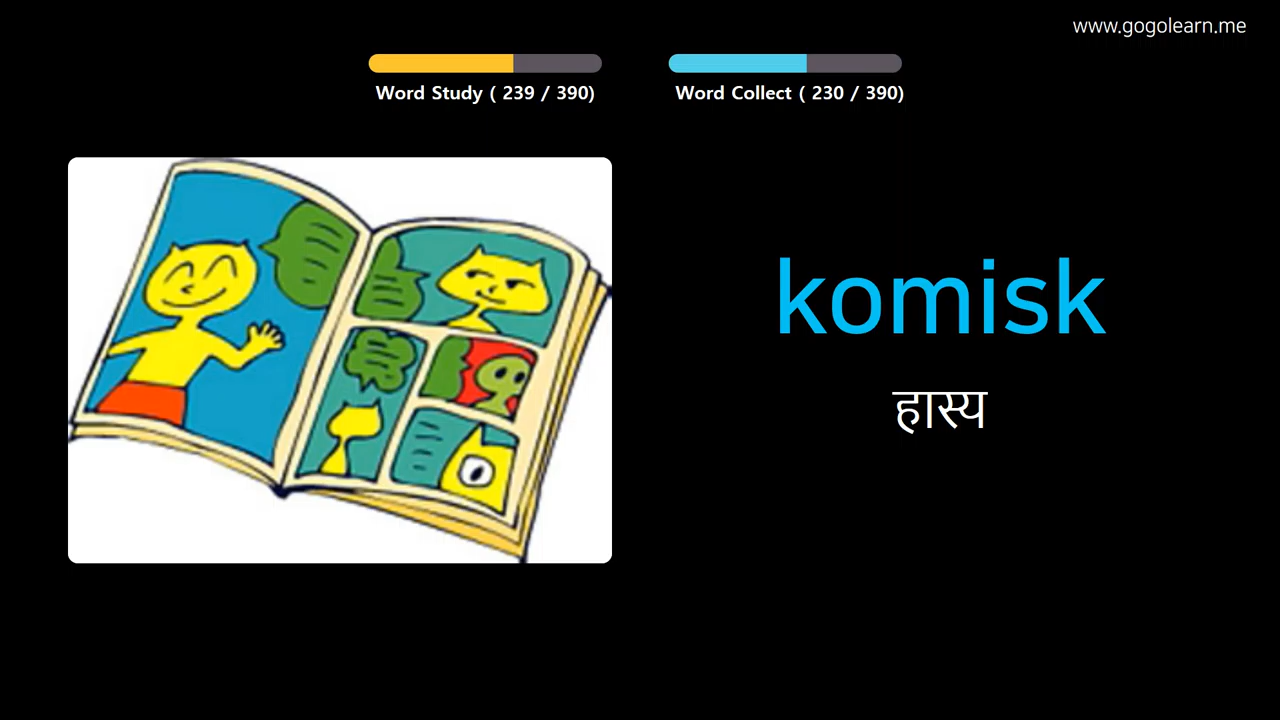 www.gogolearn.me
Word Study ( 239 / 390)
Word Collect ( 230 / 390)
komisk
हास्य